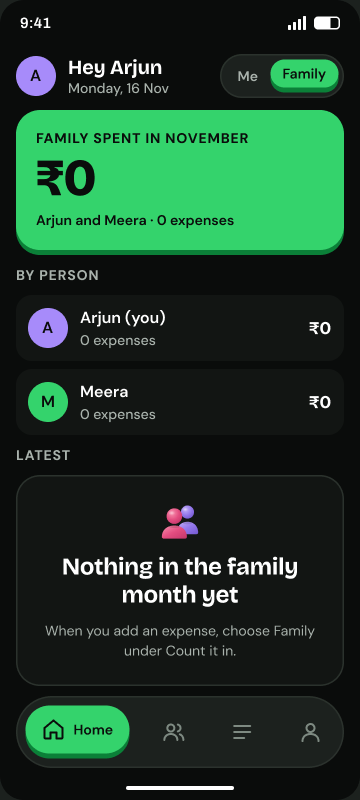 9:41
A
Hey Arjun
Monday, 16 Nov
Me
Family
FAMILY SPENT IN NOVEMBER
₹0
Arjun and Meera · 0 expenses
BY PERSON
A
Arjun (you)
0 expenses
₹0
M
Meera
0 expenses
₹0
LATEST
Nothing in the family
month yet
When you add an expense, choose Family
under Count it in.
Home